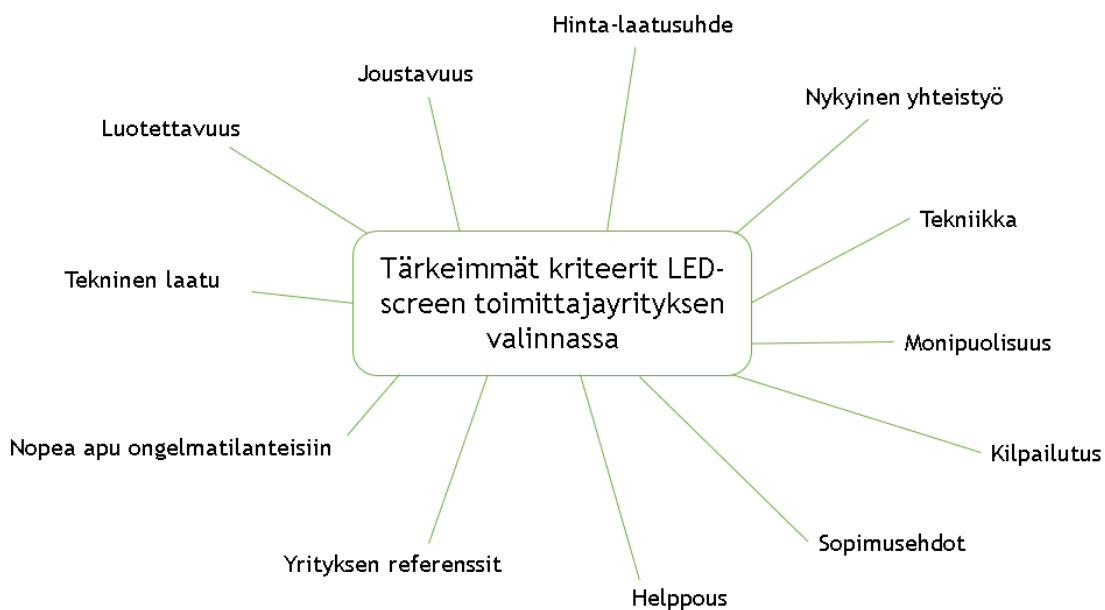 Hinta-laatusuhde
Joustavuus
Nykyinen yhteistyö
Luotettavuus
Tekniikka
Tärkeimmät kriteerit LED-
screen toimittajayrityksen
valinnassa
Tekninen laatu
Monipuolisuus
Nopea apu ongelmatilanteisiin
Kilpailutus
Sopimusehdot
Yrityksen referenssit
Helppous